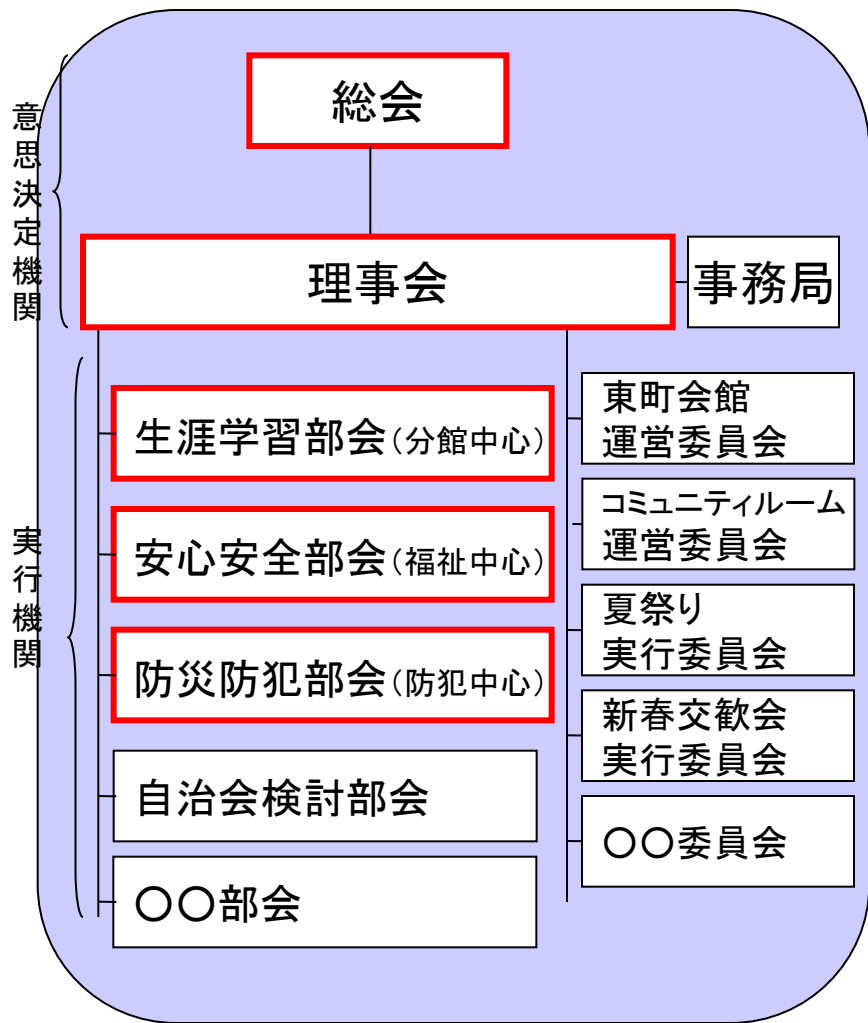 意思決定機関
総会
理事会
事務局
実行機関
生涯学習部会(分館中心)
安心安全部会(福祉中心)
防災防犯部会(防犯中心)
自治会検討部会
〇〇部会
東町会館
運営委員会
コミュニティルーム
運営委員会
夏祭り
実行委員会
新春交歓会
実行委員会
〇〇委員会